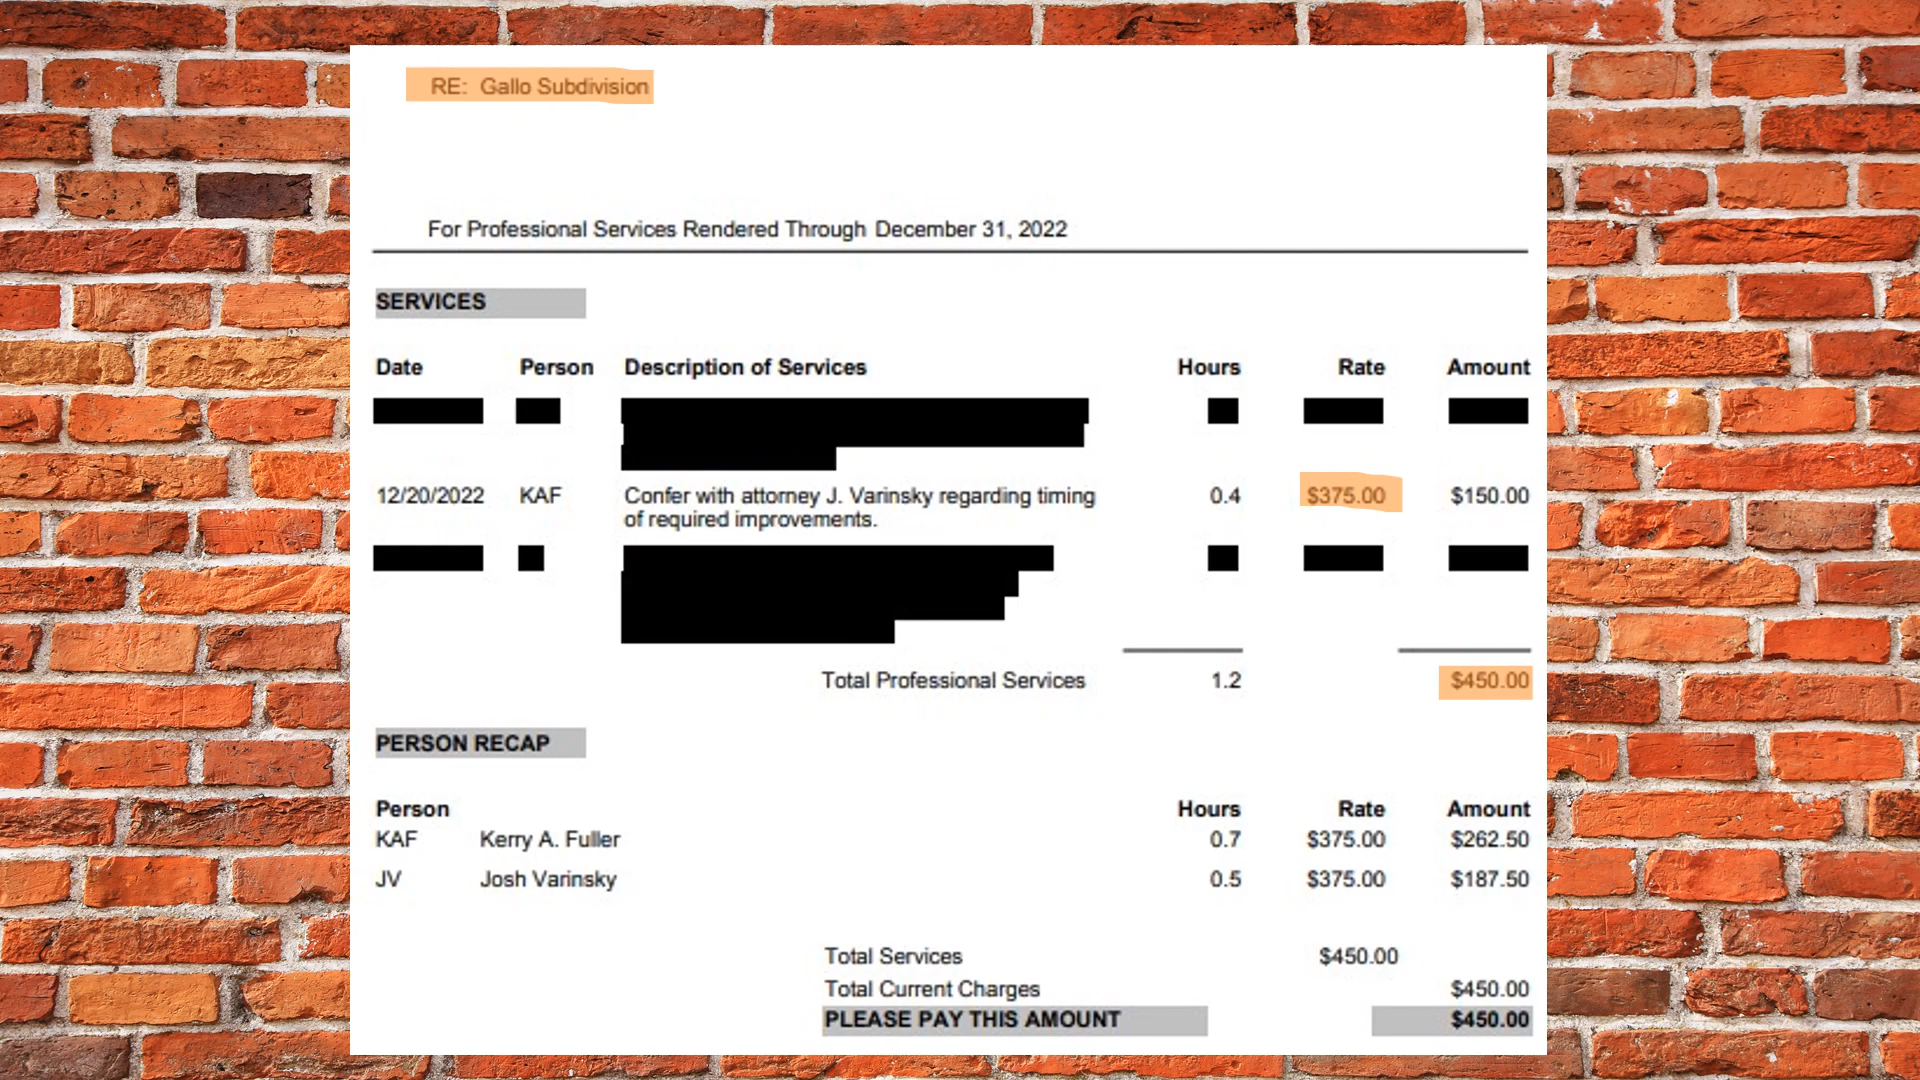 RE: Gallo Subdivision
For Professional Services Rendered Through December 31, 2022
SERVICES
Date Person Description of Services Hours Rate Amount
12/20/2022 KAF Confer with attorney J. Varinsky regarding timing 0.4 $375.00 $150.00
of required improvements.
Total Professional Services 1.2 $450.00
PERSON RECAP
Person Hours Rate Amount
KAF Kerry A. Fuller 0.7 $375.00 $262.50
JV Josh Varinsky 0.5 $375.00 $187.50
Total Services $450.00
Total Current Charges $450.00
PLEASE PAY THIS AMOUNT $450.00